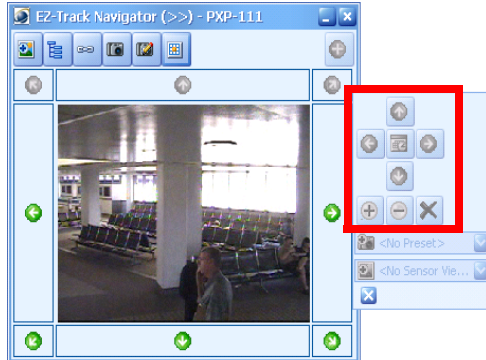 EZ-Track Navigator (>>) - PXP-111
<No Preset>
<No Sensor Vie...